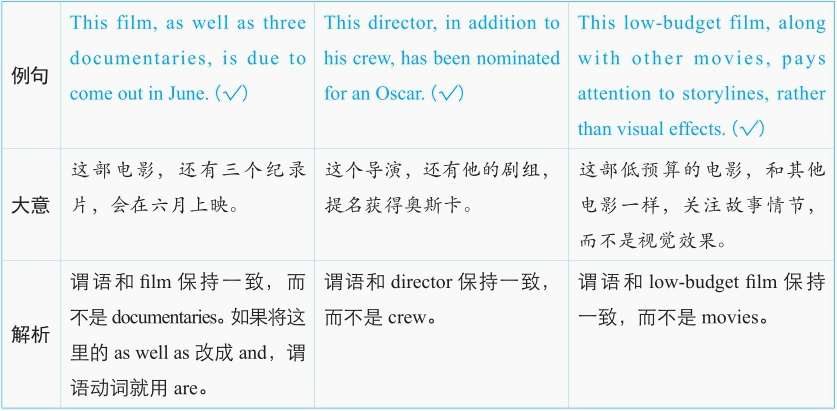 例句
This film, as well as three
documentaries, is due to
come out in June. (√)
This director, in addition to
his crew, has been nominated
for an Oscar. (√)
This low-budget film, along
with other movies, pays
attention to storylines, rather
than visual effects. (√)
大意
这部电影，还有三个纪录
片，会在六月上映。
这个导演，还有他的剧组，
提名获得奥斯卡。
这部低预算的电影，和其他
电影一样，关注故事情节，
而不是视觉效果。
解析
谓语和 film 保持一致，而
不是 documentaries。如果将这
里的 as well as 改成 and，谓
语动词就用 are。
谓语和 director 保持一致，
而不是 crew。
谓语和 low-budget film 保持
一致，而不是 movies。